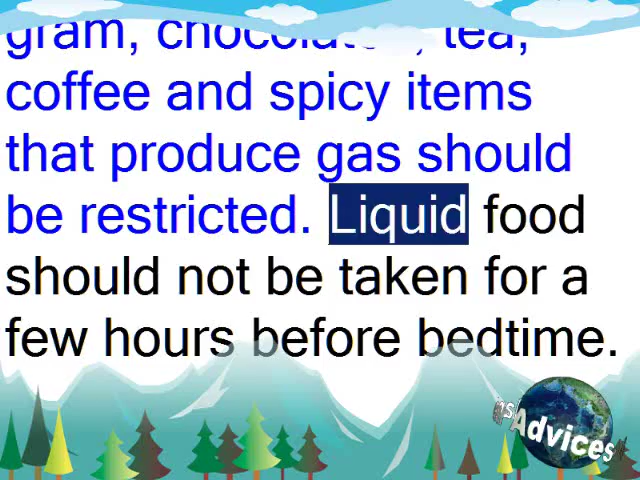 gram, chocolates, tea,
coffee and spicy items
that produce gas should
be restricted. Liquid food
should not be taken for a
few hours before bedtime.
Advices